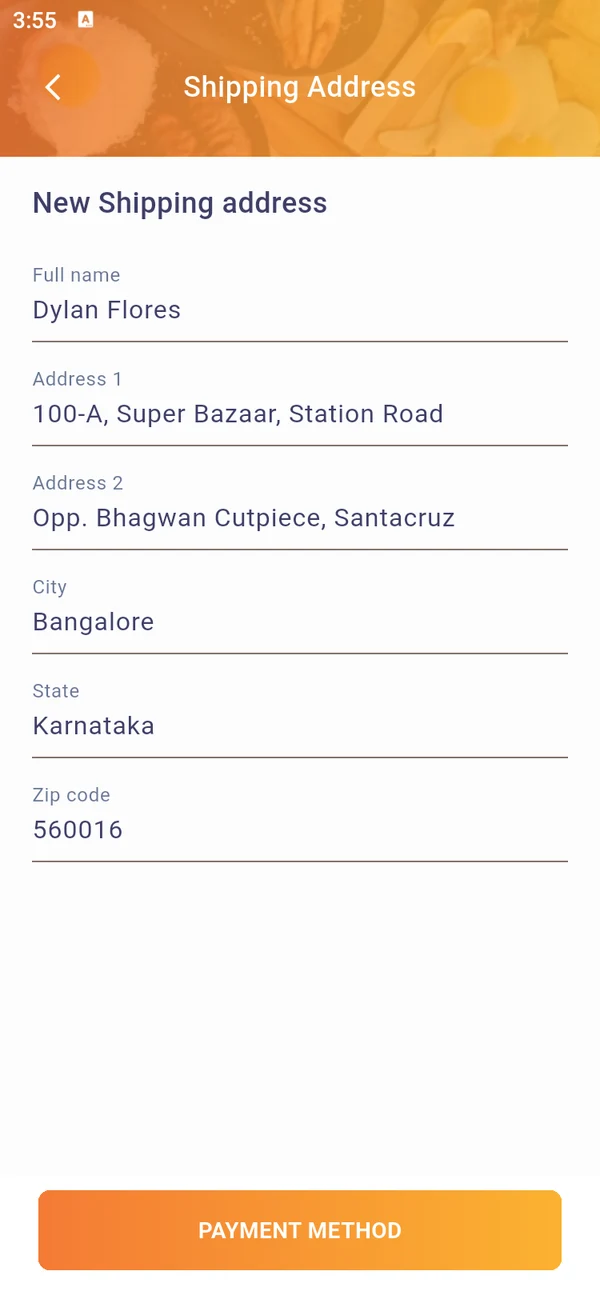 3:55
A
Shipping Address
New Shipping address
Full name
Dylan Flores
Address 1
100-A, Super Bazaar, Station Road
Address 2
Opp. Bhagwan Cutpiece, Santacruz
City
Bangalore
State
Karnataka
Zip code
560016
PAYMENT METHOD